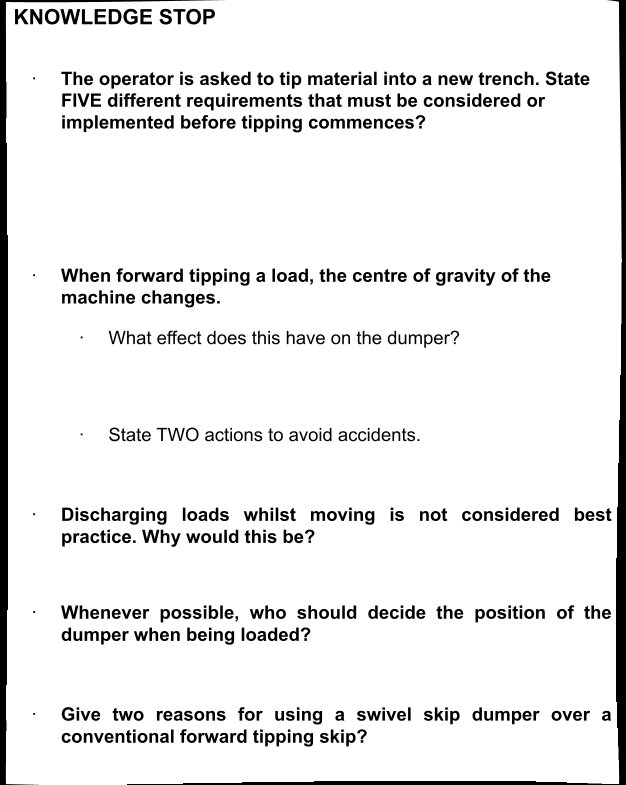 KNOWLEDGE STOP
· The operator is asked to tip material into a new trench. State
FIVE different requirements that must be considered or
implemented before tipping commences?
· When forward tipping a load, the centre of gravity of the
machine changes.
· What effect does this have on the dumper?
· State TWO actions to avoid accidents.
· Discharging loads whilst moving is not considered best
practice. Why would this be?
· Whenever possible, who should decide the position of the
dumper when being loaded?
· Give two reasons for using a swivel skip dumper over a
conventional forward tipping skip?